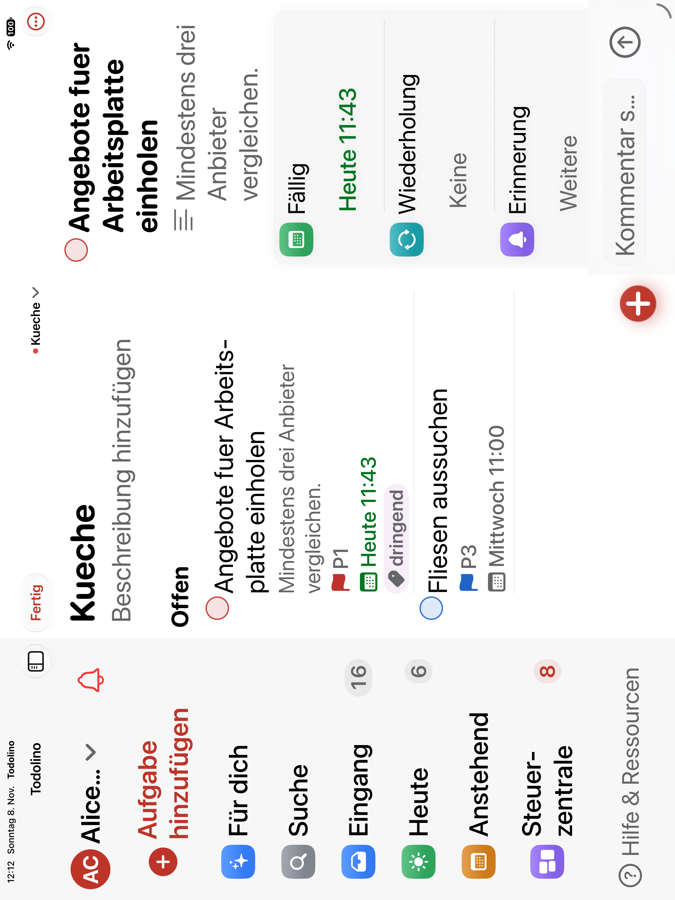 12:12 Sonntag 8. Nov. Todolino
100
Todolino
AC Alice...
Aufgabe
hinzufügen
Für dich
Suche
Eingang 16
Heute 6
Anstehend
Steuer-
zentrale 8
Hilfe & Ressourcen
Fertig
Kueche
Kueche
Beschreibung hinzufügen
Offen
Angebote fuer Arbeits-
platte einholen
Mindestens drei Anbieter
vergleichen.
P1
Heute 11:43
dringend
Fliesen aussuchen
P3
Mittwoch 11:00
Angebote fuer
Arbeitsplatte
einholen
Mindestens drei
Anbieter
vergleichen.
Fällig
Heute 11:43
Wiederholung
Keine
Erinnerung
Weitere
Kommentar s...